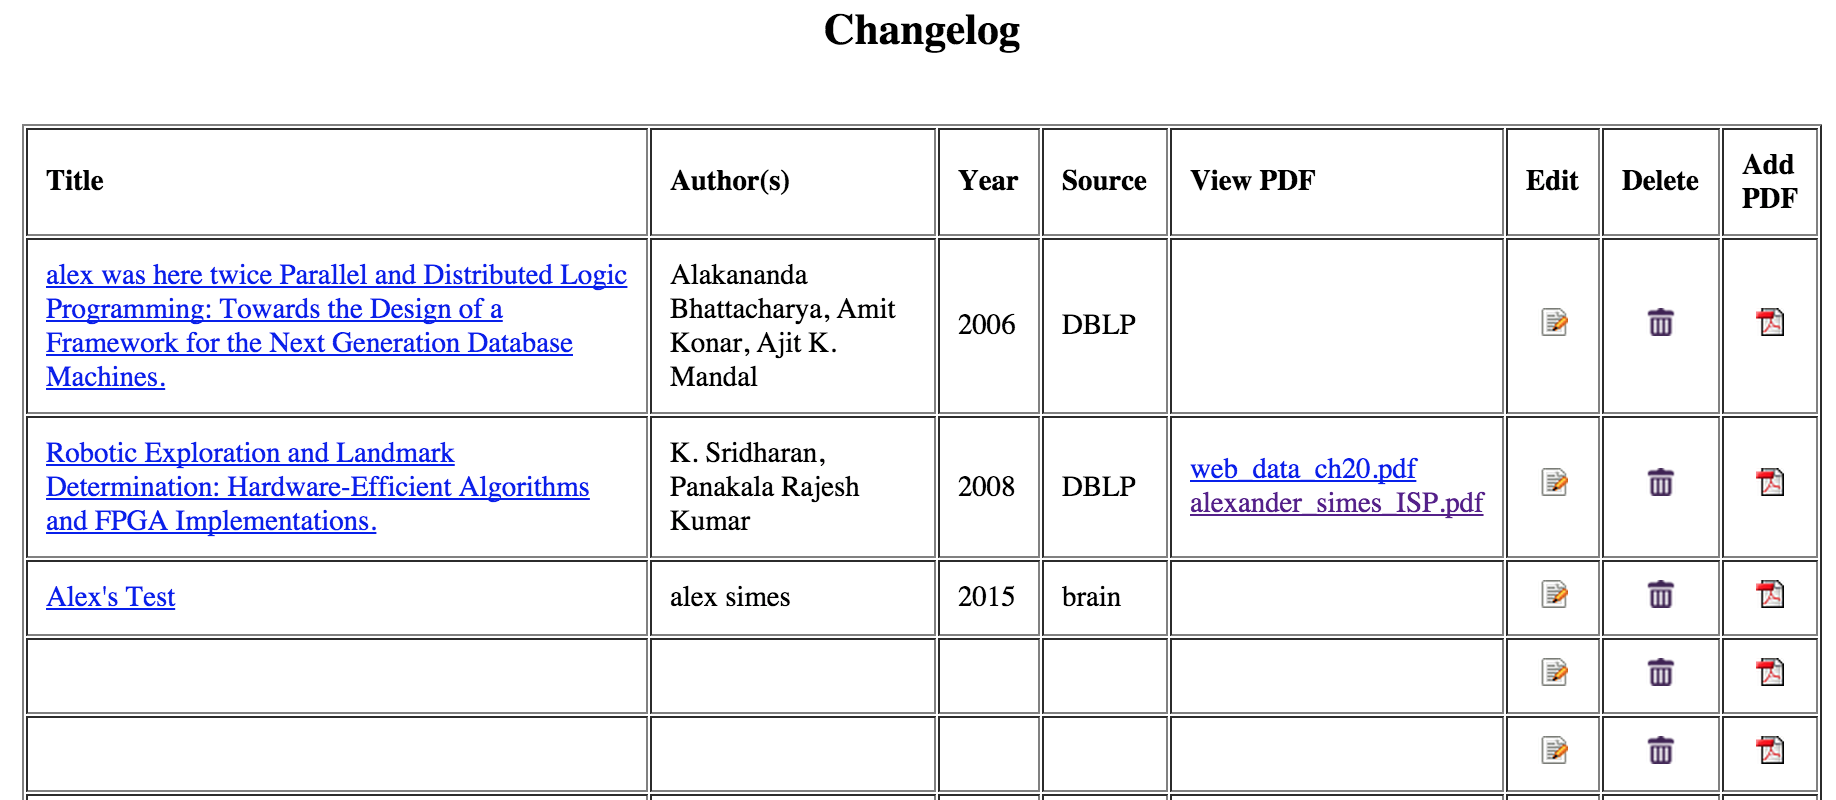 Changelog
Title Author(s) Year Source View PDF Edit Delete Add PDF
alex was here twice Parallel and Distributed Logic
Programming: Towards the Design of a
Framework for the Next Generation Database
Machines.
Alakananda
Bhattacharya, Amit
Konar, Ajit K.
Mandal
2006
DBLP
Robotic Exploration and Landmark
Determination: Hardware-Efficient Algorithms
and FPGA Implementations.
K. Sridharan,
Panakala Rajesh
Kumar
2008
DBLP
web_data_ch20.pdf
alexander_simes_ISP.pdf
Alex's Test
alex simes
2015
brain